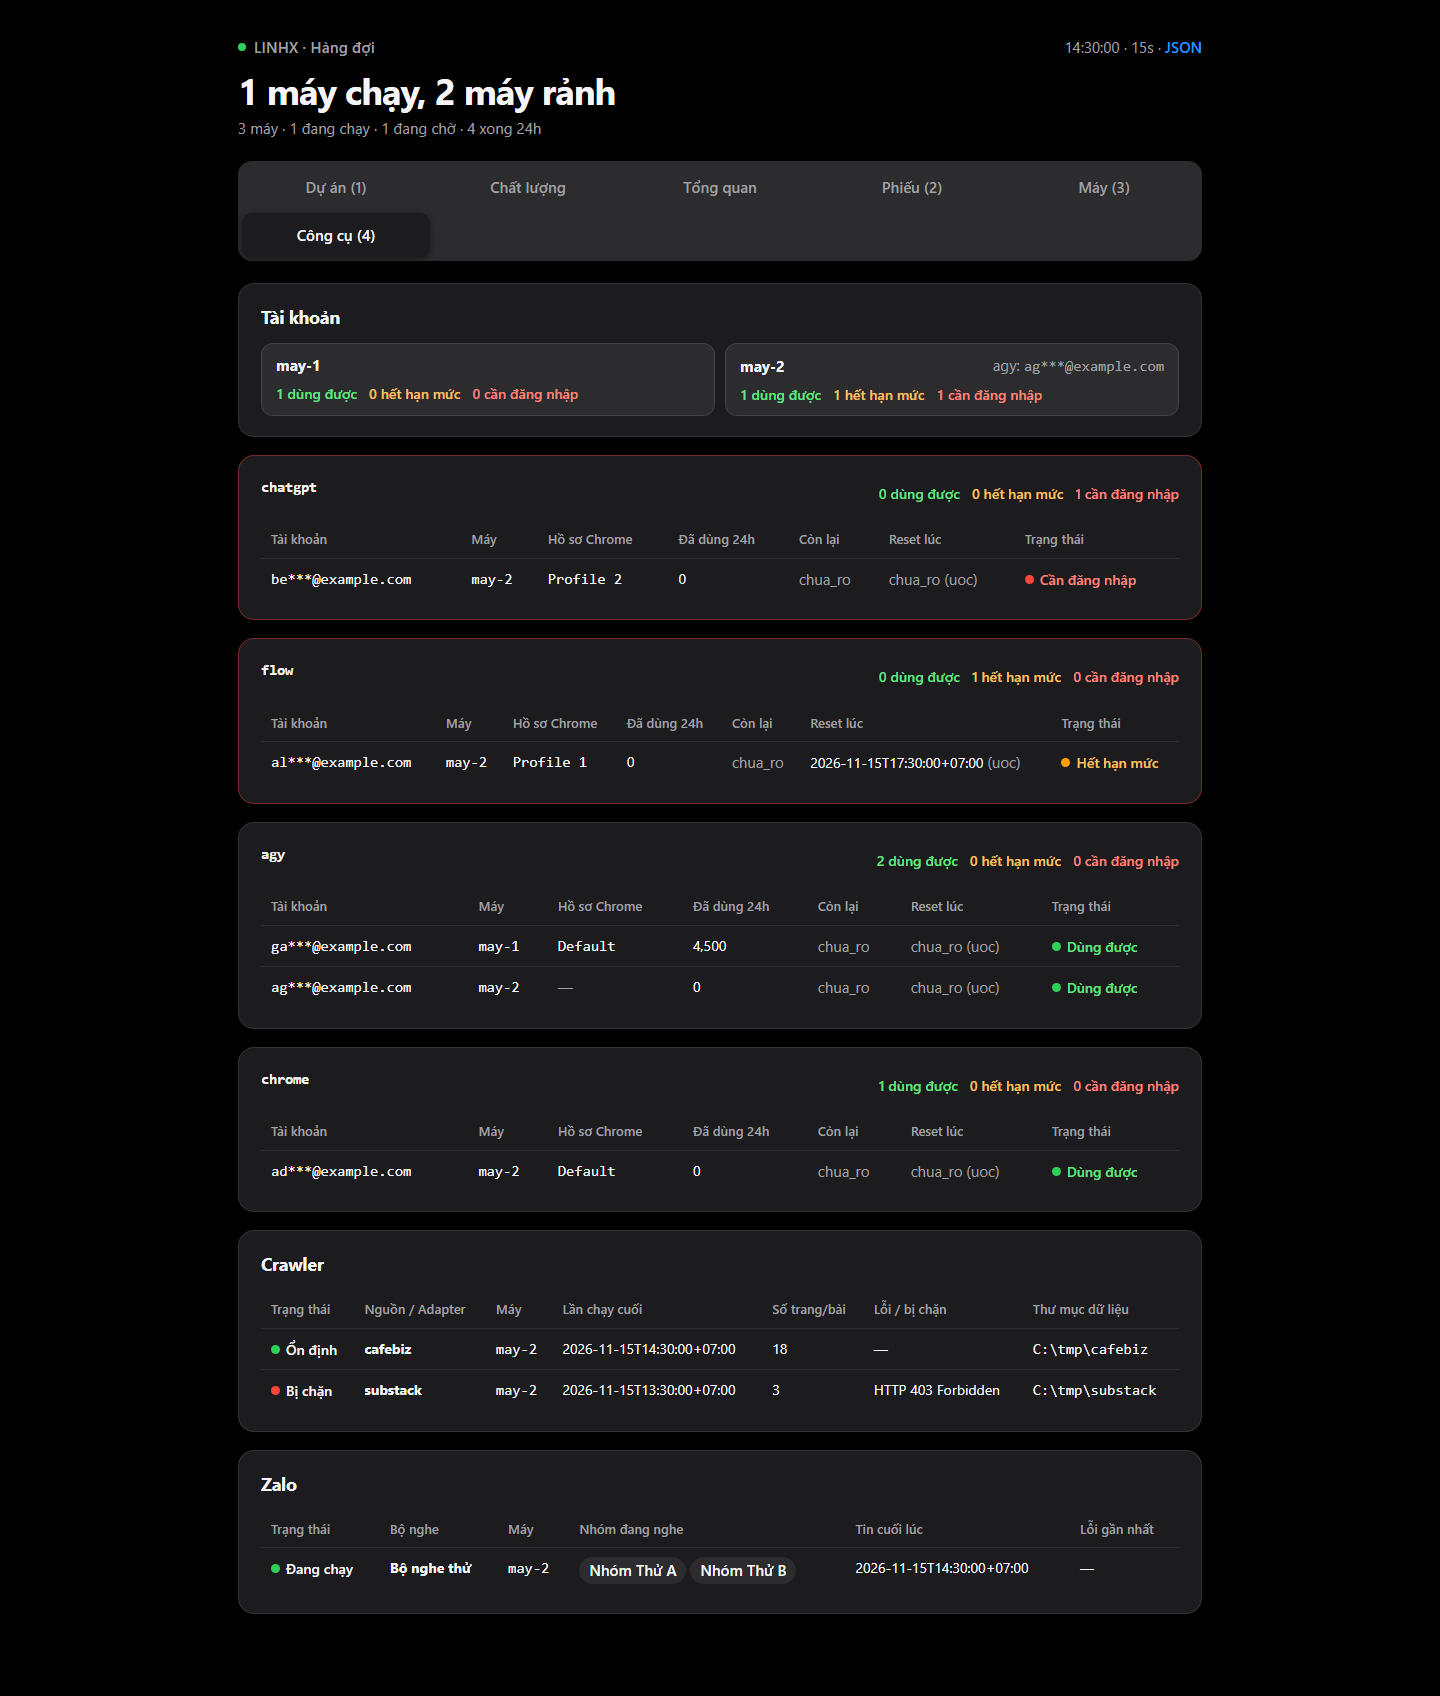 LINHX · Hàng đợi
14:30:00 · 15s · JSON
1 máy chạy, 2 máy rảnh
3 máy · 1 đang chạy · 1 đang chờ · 4 xong 24h
Dự án (1) Chất lượng Tổng quan Phiếu (2) Máy (3)
Công cụ (4)
Tài khoản
may-1
1 dùng được 0 hết hạn mức 0 cần đăng nhập
may-2 agy: ag***@example.com
1 dùng được 1 hết hạn mức 1 cần đăng nhập
chatgpt
0 dùng được 0 hết hạn mức 1 cần đăng nhập
Tài khoản Máy Hồ sơ Chrome Đã dùng 24h Còn lại Reset lúc Trạng thái
be***@example.com may-2 Profile 2 0 chua_ro chua_ro (uoc) Cần đăng nhập
flow
0 dùng được 1 hết hạn mức 0 cần đăng nhập
Tài khoản Máy Hồ sơ Chrome Đã dùng 24h Còn lại Reset lúc Trạng thái
al***@example.com may-2 Profile 1 0 chua_ro 2026-11-15T17:30:00+07:00 (uoc) Hết hạn mức
agy
2 dùng được 0 hết hạn mức 0 cần đăng nhập
Tài khoản Máy Hồ sơ Chrome Đã dùng 24h Còn lại Reset lúc Trạng thái
ga***@example.com may-1 Default 4,500 chua_ro chua_ro (uoc) Dùng được
ag***@example.com may-2 — 0 chua_ro chua_ro (uoc) Dùng được
chrome
1 dùng được 0 hết hạn mức 0 cần đăng nhập
Tài khoản Máy Hồ sơ Chrome Đã dùng 24h Còn lại Reset lúc Trạng thái
ad***@example.com may-2 Default 0 chua_ro chua_ro (uoc) Dùng được
Crawler
Trạng thái Nguồn / Adapter Máy Lần chạy cuối Số trang/bài Lỗi / bị chặn Thư mục dữ liệu
Ổn định cafebiz may-2 2026-11-15T14:30:00+07:00 18 — C:\tmp\cafebiz
Bị chặn substack may-2 2026-11-15T13:30:00+07:00 3 HTTP 403 Forbidden C:\tmp\substack
Zalo
Trạng thái Bộ nghe Máy Nhóm đang nghe Tin cuối lúc Lỗi gần nhất
Đang chạy Bộ nghe thử may-2 Nhóm Thử A Nhóm Thử B 2026-11-15T14:30:00+07:00 —